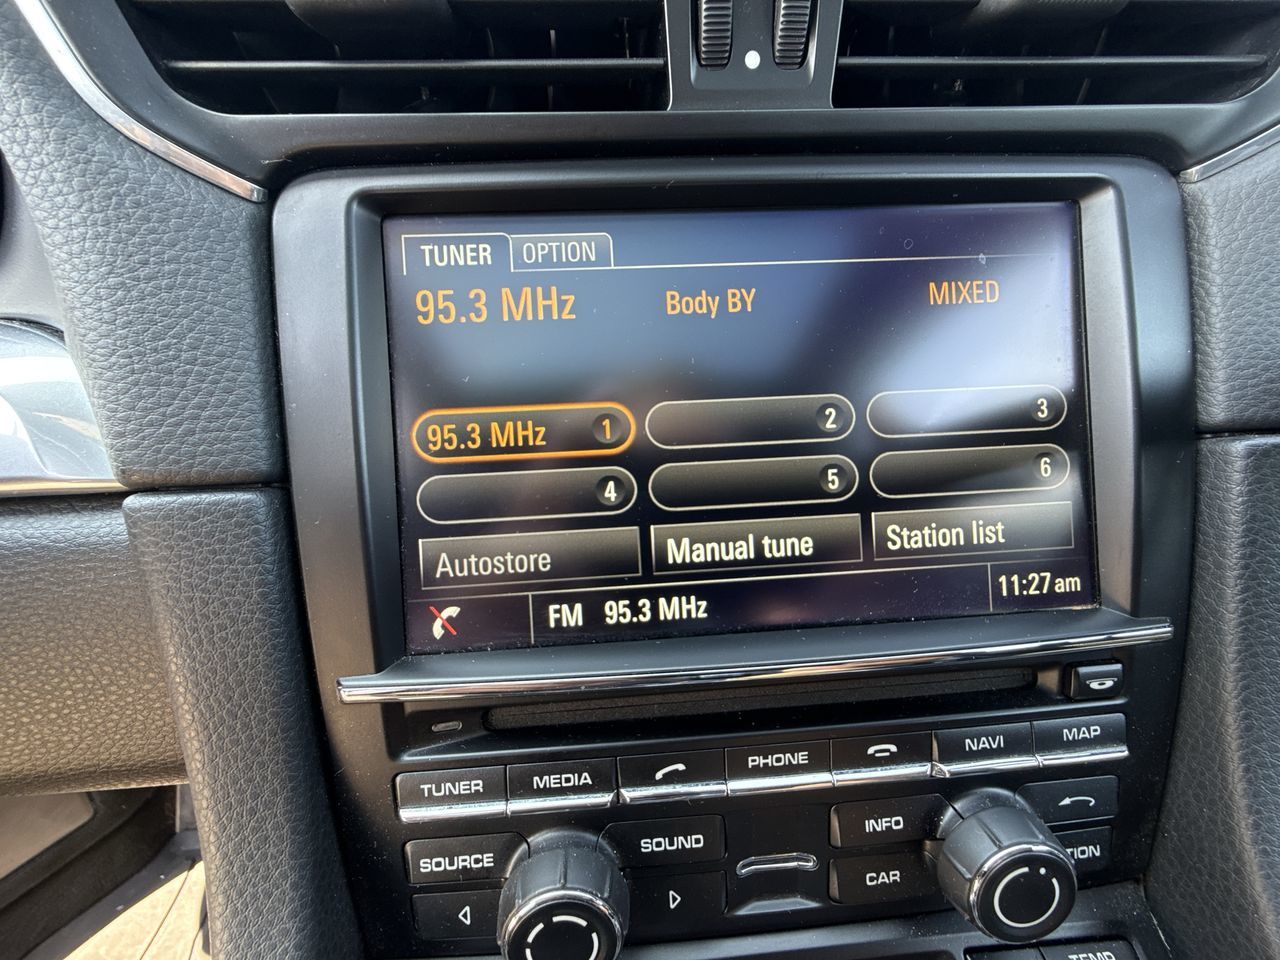 TUNER OPTION
95.3 MHz Body BY MIXED
95.3 MHz 1 2 3
4 5 6
Autostore Manual tune Station list
FM 95.3 MHz 11:27 am
TUNER MEDIA PHONE NAVI MAP
SOURCE SOUND INFO
CAR TION
TEMP